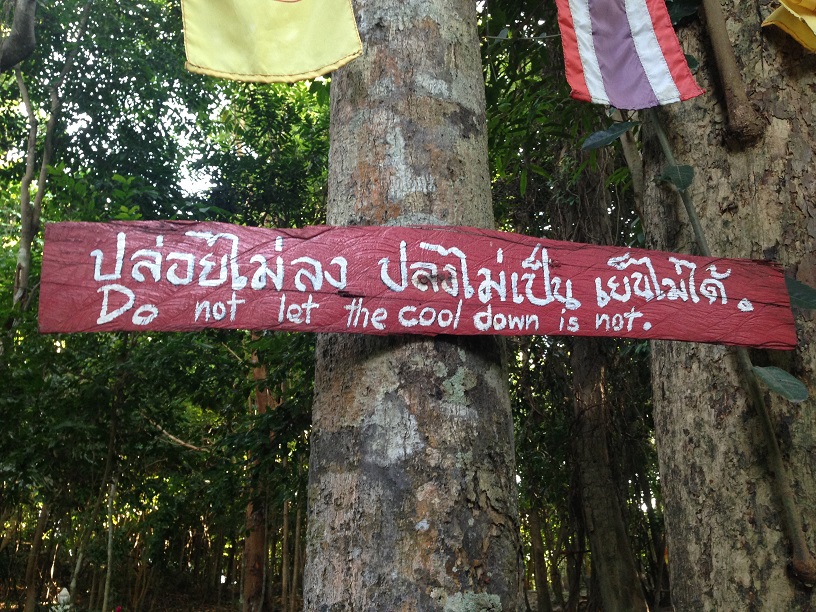 ปล่อยไม่ลง ปลงไม่เป็น เย็นไม่ได้.
Do not let the cool down is not.